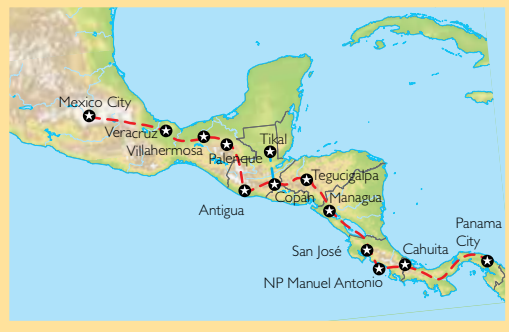 Mexico City
Veracruz
Villahermosa
Palenque
Tikal
Antigua
Copán
Tegucigalpa
Managua
San José
NP Manuel Antonio
Cahuita
Panama
City